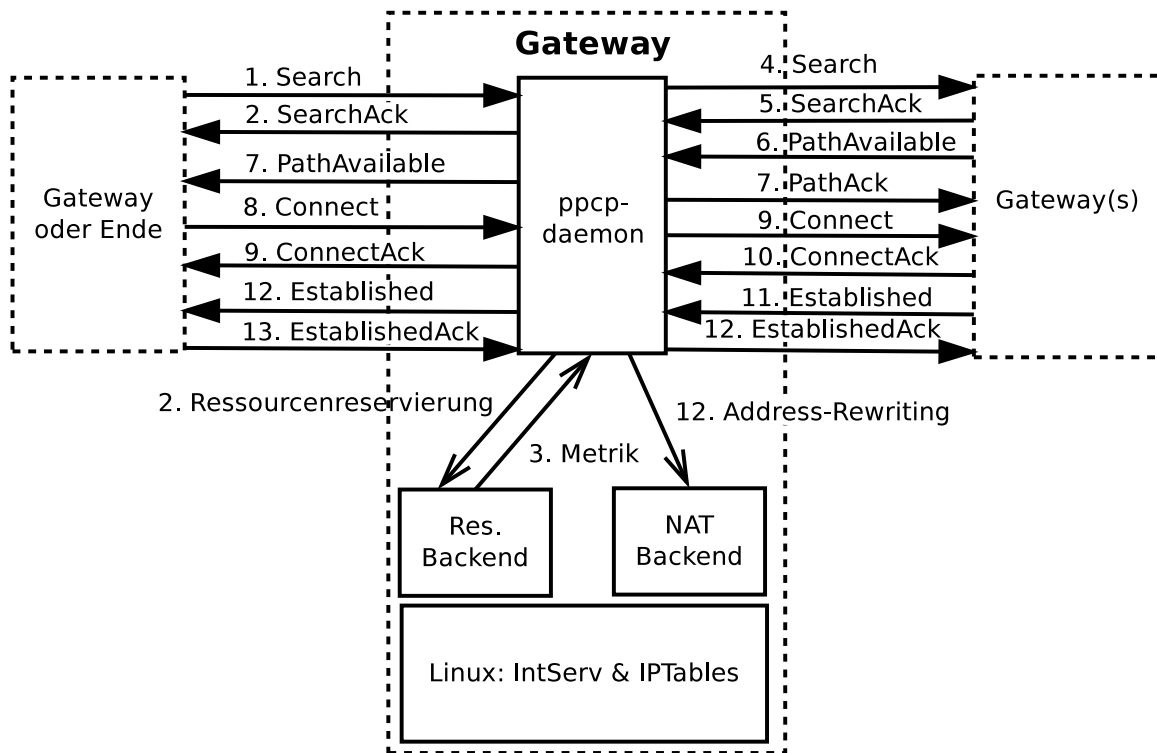 Gateway
1. Search
2. SearchAck
7. PathAvailable
8. Connect
9. ConnectAck
12. Established
13. EstablishedAck
Gateway
oder Ende
ppcp-
daemon
4. Search
5. SearchAck
6. PathAvailable
7. PathAck
9. Connect
10. ConnectAck
11. Established
12. EstablishedAck
Gateway(s)
2. Ressourcenreservierung
3. Metrik
12. Address-Rewriting
Res.
Backend
NAT
Backend
Linux: IntServ & IPTables